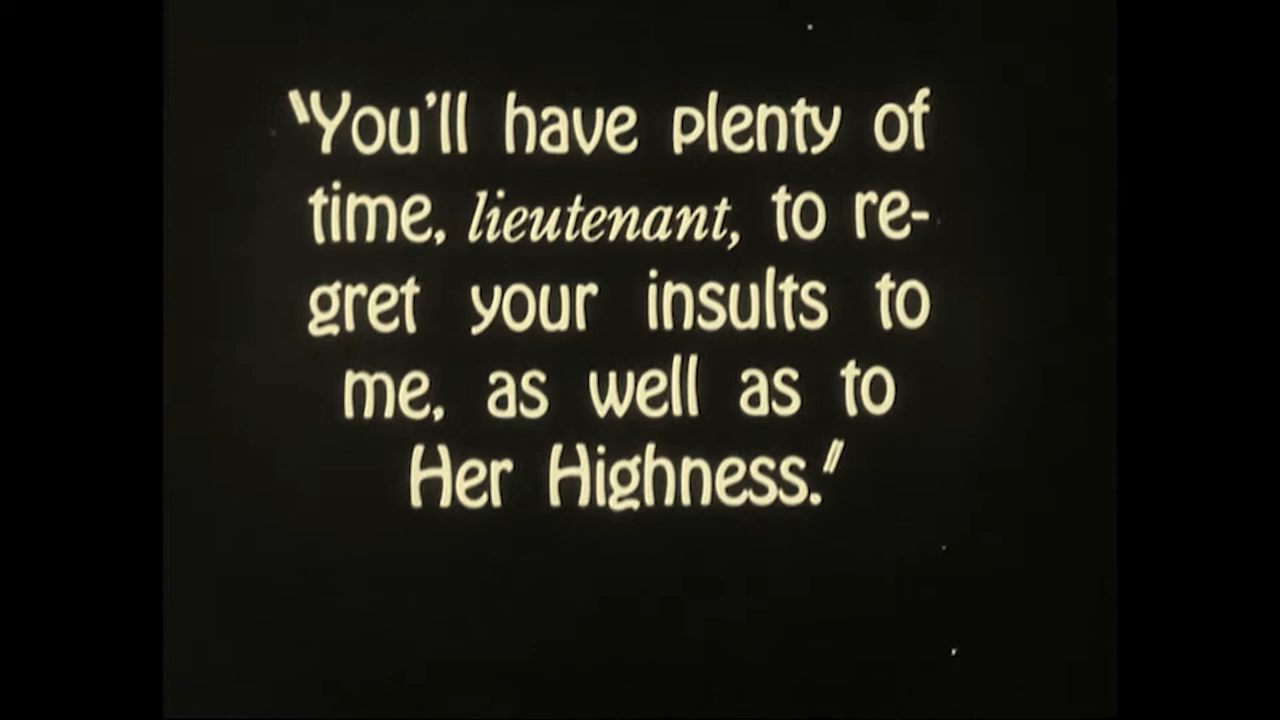 "You'll have plenty of
time, lieutenant, to re-
gret your insults to
me, as well as to
Her Highness."